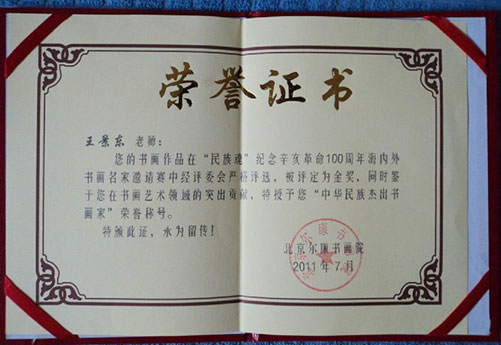 荣誉证书
王景东 老师:
您的书画作品在“民族魂”纪念辛亥革命100周年海内外
书画名家邀请赛中经评委会严格评选,被评定为金奖,同时鉴
于您在书画艺术领域的突出贡献,特授予您“中华民族杰出书
画家”荣誉称号。
特颁此证,永为留传!
北京尔康书画院
2011年7月